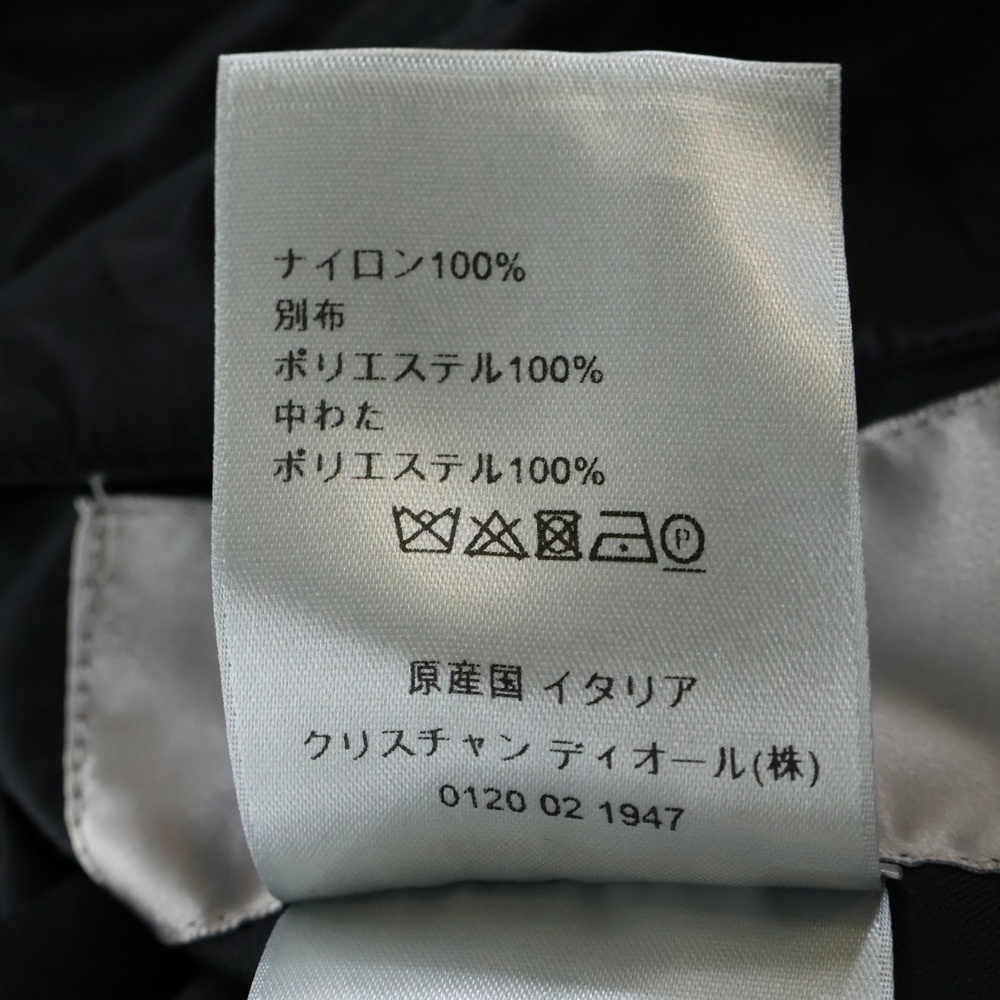 ナイロン100%
別布
ポリエステル100%
中わた
ポリエステル100%
P
原産国 イタリア
クリスチャン ディオール(株)
0120 02 1947